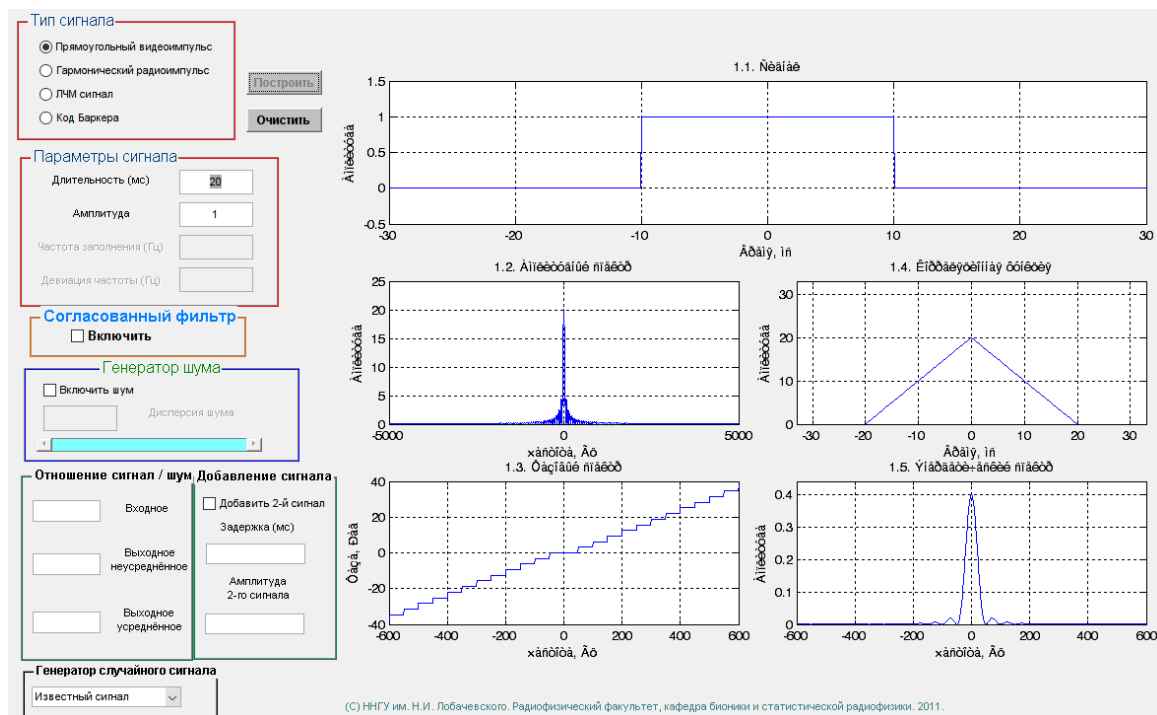 Тип сигнала
Прямоугольный видеоимпульс
Гармонический радиоимпульс
ЛЧМ сигнал
Код Баркера
Построить
Очистить
Параметры сигнала
Длительность (мс)
20
Амплитуда
1
Частота заполнения (Гц)
Девиация частоты (Гц)
Согласованный фильтр
Включить
Генератор шума
Включить шум
Дисперсия шума
Отношение сигнал / шум
Входное
Выходное
неусреднённое
Выходное
усреднённое
Добавление сигнала
Добавить 2-й сигнал
Задержка (мс)
Амплитуда
2-го сигнала
Генератор случайного сигнала
Известный сигнал
1.1. Ñèãíàë
Àìïëèòóäà
1.5
1
0.5
0
-0.5
-30
-20
-10
0
10
20
30
Âðåìÿ, ìñ
1.2. Àìïëèòóäíûé ñïåêòð
Àìïëèòóäà
25
20
15
10
5
0
-5000
0
5000
×àñòîòà, Ãö
1.4. Êîððåëÿöèîííàÿ ôóíêöèÿ
Àìïëèòóäà
30
20
10
0
-30
-20
-10
0
10
20
30
Âðåìÿ, ìñ
1.3. Ôàçîâûé ñïåêòð
Ôàçà, Ðàä
40
20
0
-20
-40
-600
-400
-200
0
200
400
600
×àñòîòà, Ãö
1.5. Ýíåðãåòè÷åñêèé ñïåêòð
Àìïëèòóäà
0.4
0.3
0.2
0.1
0
-600
-400
-200
0
200
400
600
×àñòîòà, Ãö
(C) ННГУ им. Н.И. Лобачевского. Радиофизический факультет, кафедра бионики и статистической радиофизики. 2011.